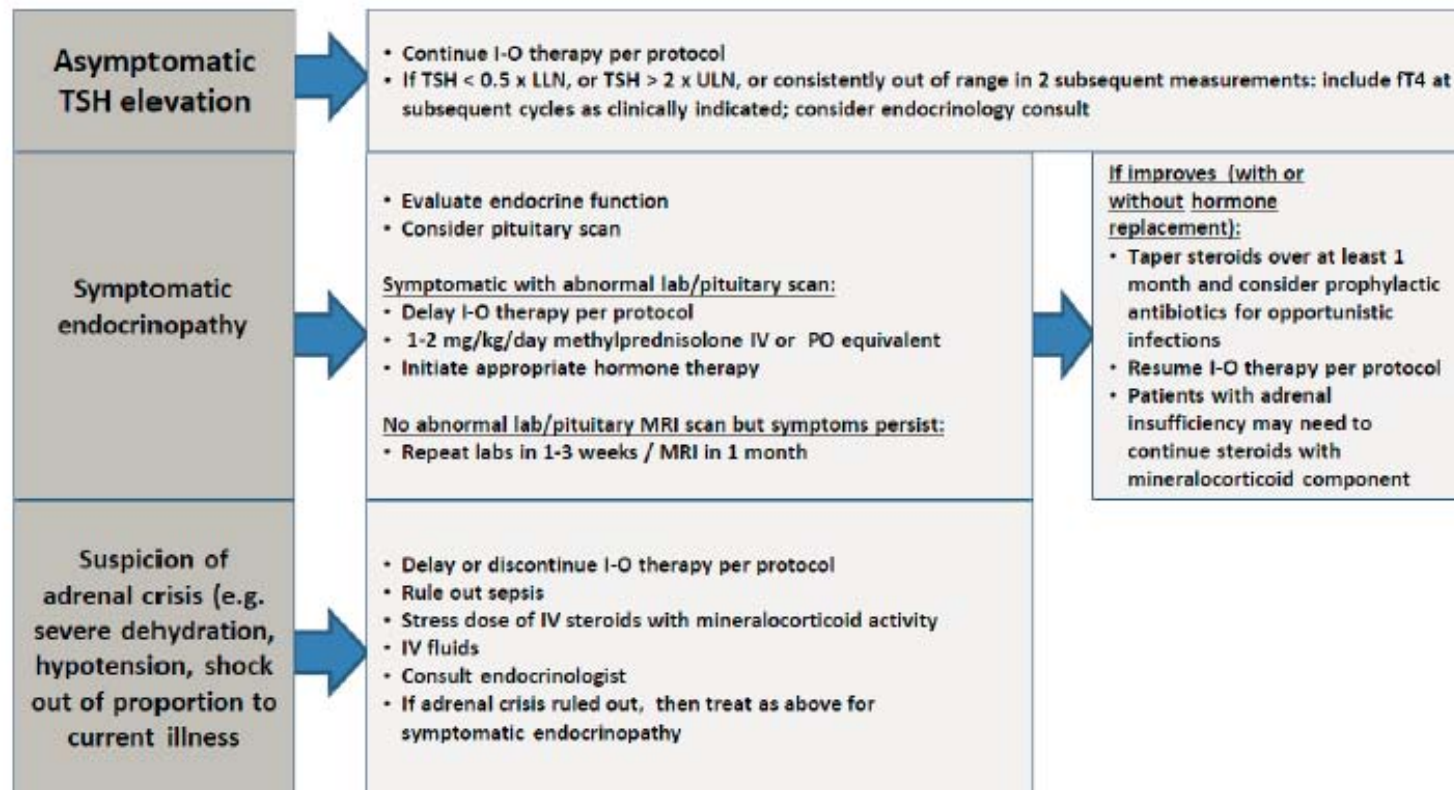 Asymptomatic
TSH elevation
• Continue I-O therapy per protocol
• If TSH < 0.5 x LLN, or TSH > 2 x ULN, or consistently out of range in 2 subsequent measurements: include fT4 at
subsequent cycles as clinically indicated; consider endocrinology consult
Symptomatic
endocrinopathy
• Evaluate endocrine function
• Consider pituitary scan
Symptomatic with abnormal lab/pituitary scan:
• Delay I-O therapy per protocol
• 1-2 mg/kg/day methylprednisolone IV or PO equivalent
• Initiate appropriate hormone therapy
No abnormal lab/pituitary MRI scan but symptoms persist:
• Repeat labs in 1-3 weeks / MRI in 1 month
If improves (with or
without hormone
replacement):
• Taper steroids over at least 1
month and consider prophylactic
antibiotics for opportunistic
infections
• Resume I-O therapy per protocol
• Patients with adrenal
insufficiency may need to
continue steroids with
mineralocorticoid component
Suspicion of
adrenal crisis (e.g.
severe dehydration,
hypotension, shock
out of proportion to
current illness
• Delay or discontinue I-O therapy per protocol
• Rule out sepsis
• Stress dose of IV steroids with mineralocorticoid activity
• IV fluids
• Consult endocrinologist
• If adrenal crisis ruled out, then treat as above for
symptomatic endocrinopathy